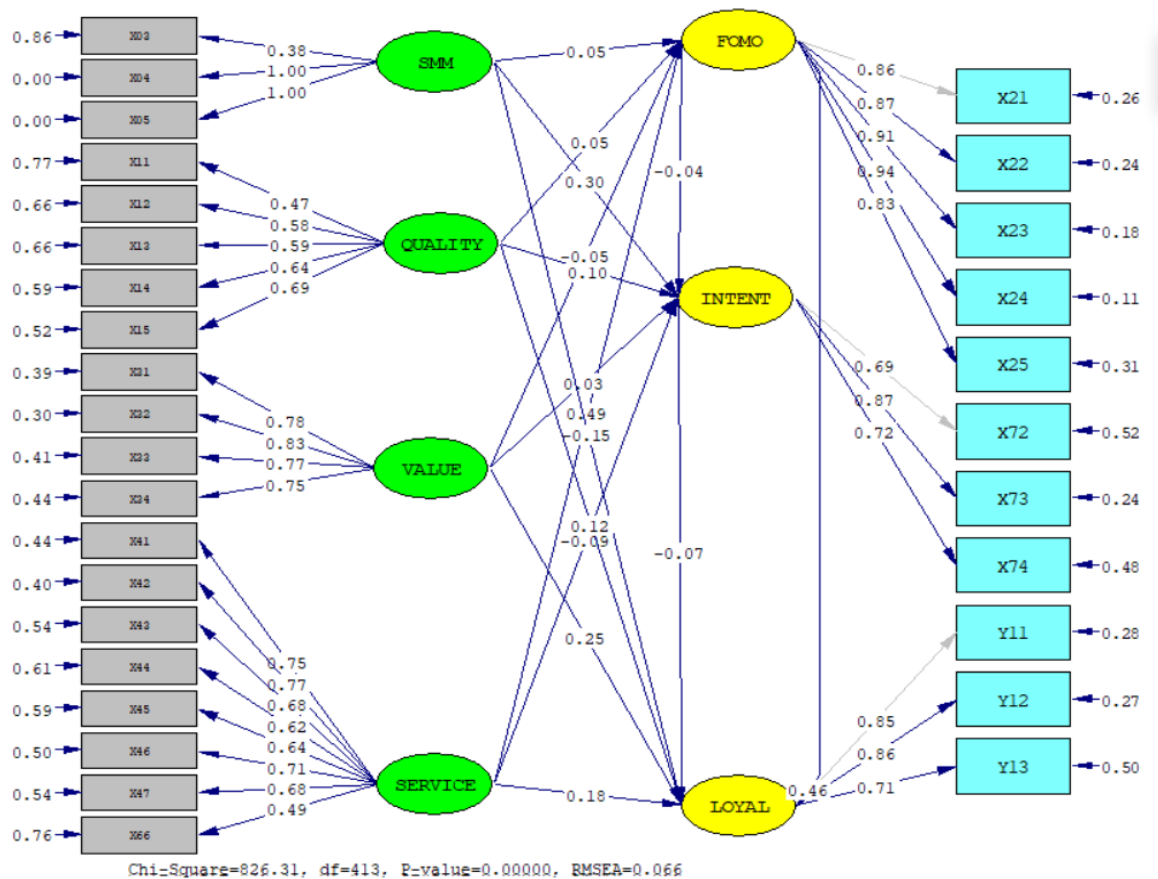 FOMO
0.86 X03
0.38
SMM
0.05
0.86
0.00 X04
1.00
X21 0.26
0.87
0.00 X05
1.00
0.91
0.77 X11
0.05
X22 0.24
0.94
-0.04
0.30
0.83
0.66 X12
0.47
0.58
X23 0.18
0.66 X13
0.59
QUALITY
-0.05
0.59 X14
0.64
0.10
INTENT
X24 0.11
0.69
0.52 X15
X25 0.31
0.39 X31
0.69
0.03
0.87
0.30 X32
0.78
0.49
0.72
X72 0.52
0.83
-0.15
0.41 X33
0.77
VALUE
0.44 X34
0.75
X73 0.24
0.44 X41
0.12
-0.09
-0.07
X74 0.48
0.40 X42
0.54 X43
0.25
Y11 0.28
0.61 X44
0.75
0.77
0.59 X45
0.68
Y12 0.27
0.62
0.85
0.50 X46
0.64
0.86
0.71
Y13 0.50
0.54 X47
0.68
SERVICE
0.18
0.46
0.71
0.49
LOYAL
0.76 X66
Chi-Square=826.31, df=413, P-value=0.00000, RMSEA=0.066